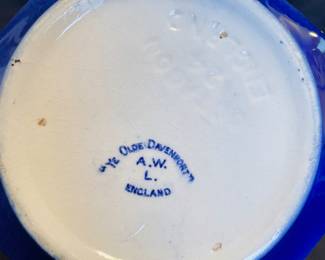 "YE OLDE DAVENPORT"
A.W.
L.
ENGLAND